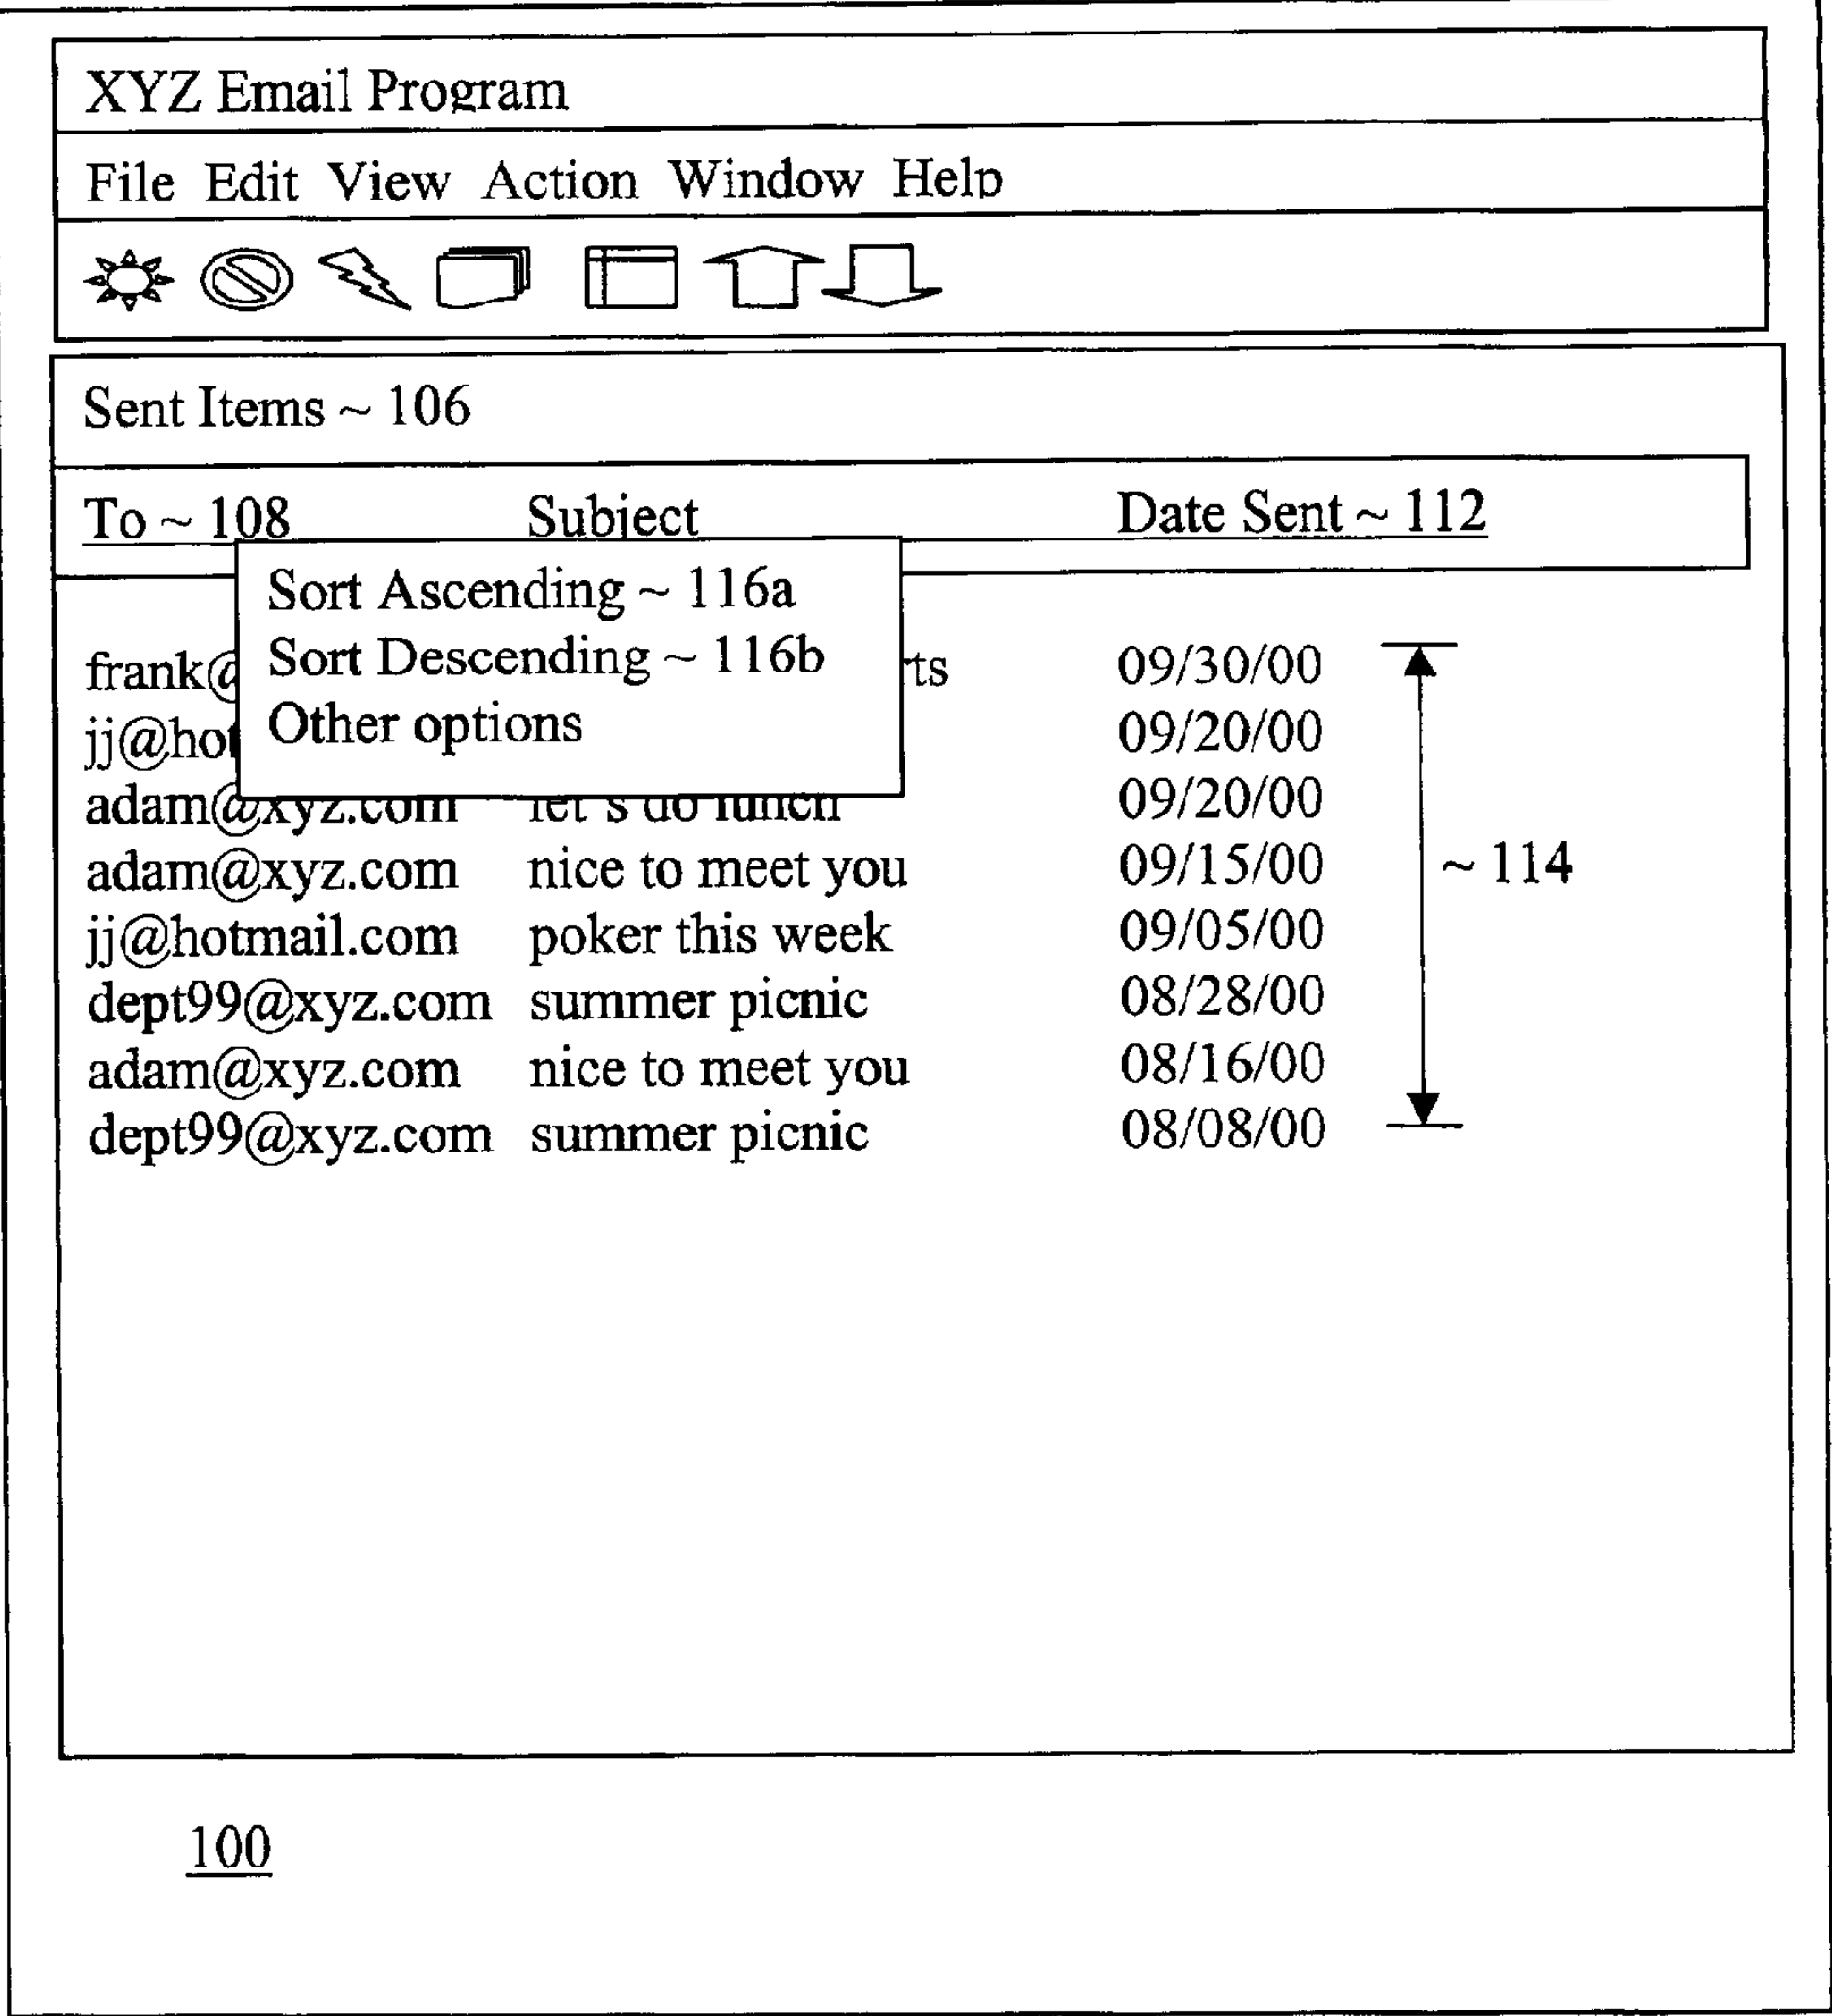 XYZ Email Program
File Edit View Action Window Help
Sent Items ~ 106
To ~ 108 Subject Date Sent ~ 112
Sort Ascending ~ 116a
Sort Descending ~ 116b
Other options
frank@ rts 09/30/00
jj@hot 09/20/00
adam@xyz.com let's do lunch 09/20/00
adam@xyz.com nice to meet you 09/15/00
~ 114
jj@hotmail.com poker this week 09/05/00
dept99@xyz.com summer picnic 08/28/00
adam@xyz.com nice to meet you 08/16/00
dept99@xyz.com summer picnic 08/08/00
100